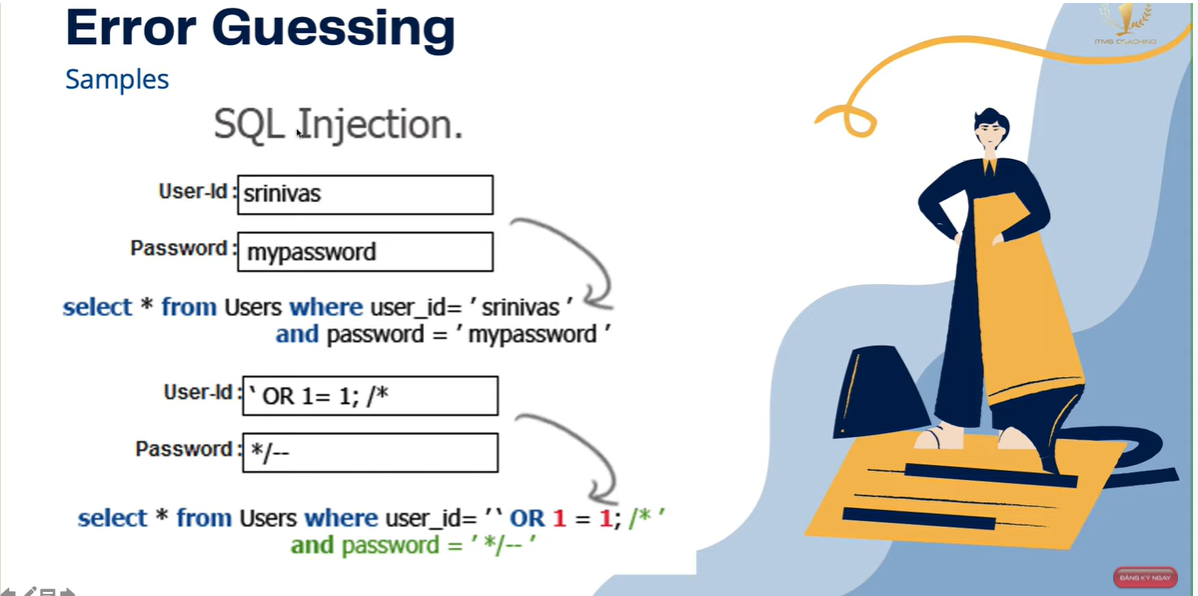 Error Guessing
Samples
SQL Injection.
User-Id : srinivas
Password : mypassword
select * from Users where user_id= ' srinivas '
and password = ' mypassword '
User-Id : ` OR 1= 1; /*
Password : */--
select * from Users where user_id= ' ` OR 1 = 1; /* '
and password = ' */-- '
ITMS COACHING
ĐĂNG KÝ NGAY